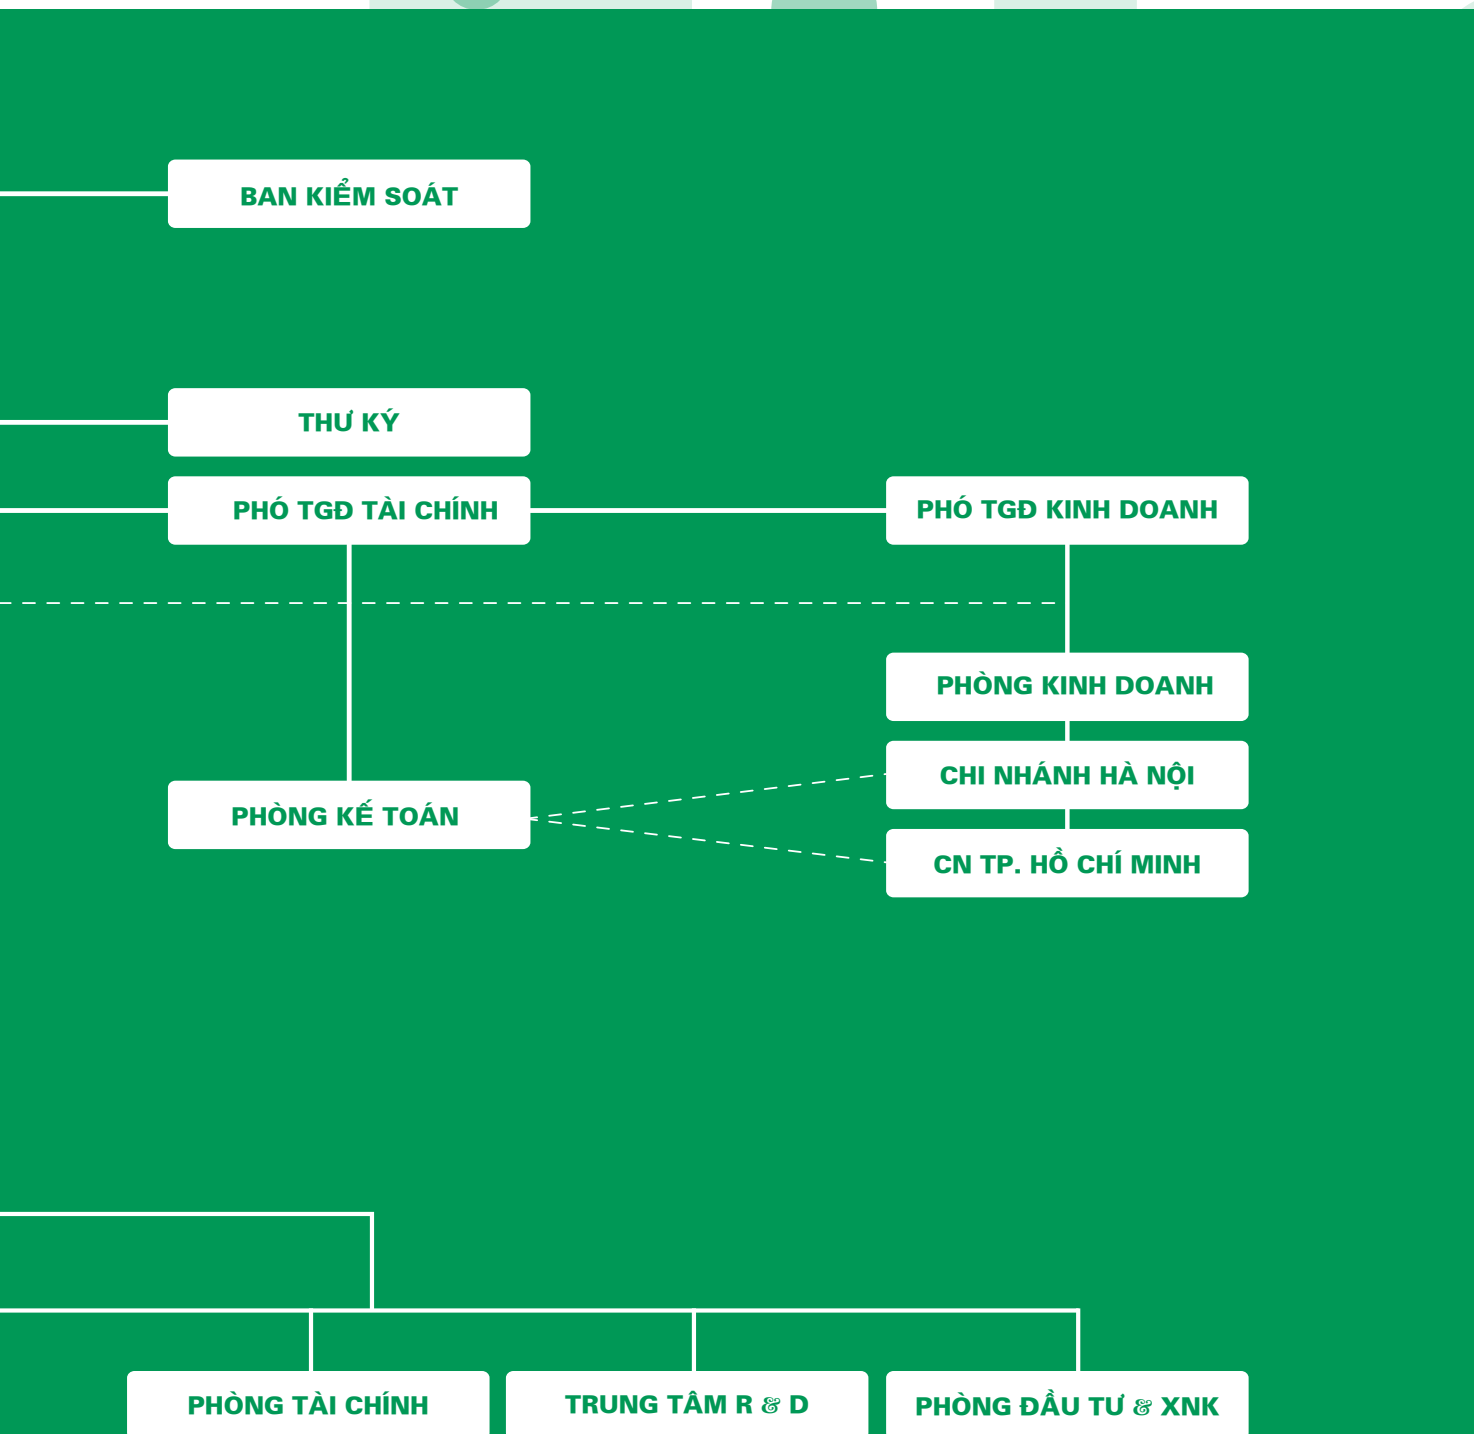 BAN KIỂM SOÁT
THƯ KÝ
PHÓ TGĐ TÀI CHÍNH
PHÓ TGĐ KINH DOANH
PHÒNG KINH DOANH
CHI NHÁNH HÀ NỘI
PHÒNG KẾ TOÁN
CN TP. HỒ CHÍ MINH
PHÒNG TÀI CHÍNH
TRUNG TÂM R & D
PHÒNG ĐẦU TƯ & XNK